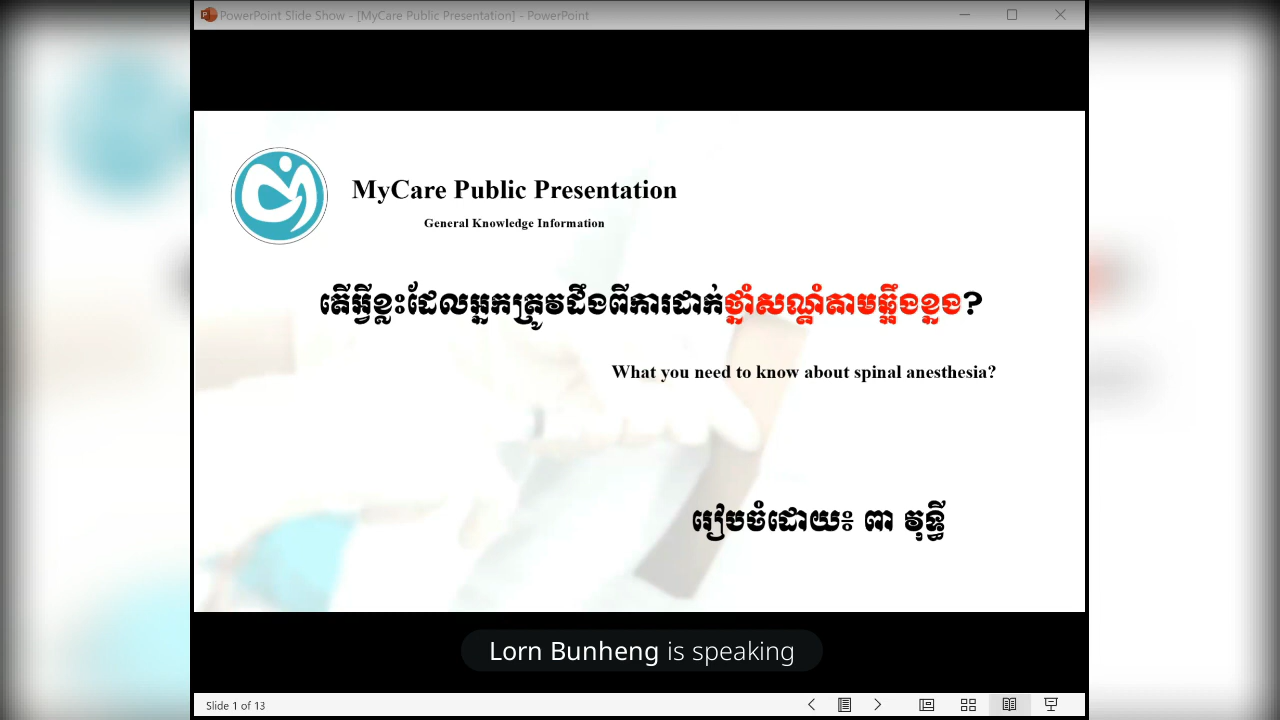 PowerPoint Slide Show - [MyCare Public Presentation] - PowerPoint
MyCare Public Presentation
General Knowledge Information
តើអ្វីខ្លះដែលអ្នកត្រូវដឹងពីការដាក់ថ្នាំសណ្តាំតាមឆ្អឹងខ្នង?
What you need to know about spinal anesthesia?
រៀបចំដោយ៖ ពា វុទ្ធី
Lorn Bunheng is speaking
Slide 1 of 13